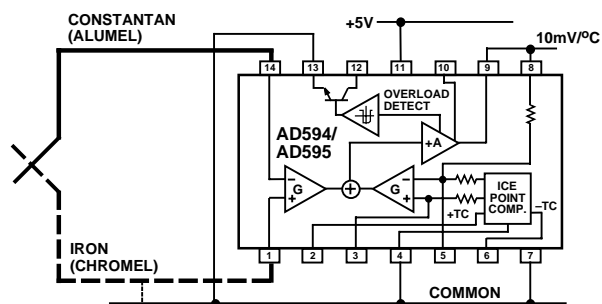 CONSTANTAN
(ALUMEL)
+5V
10mV/ºC
14 13 12 11 10 9 8
OVERLOAD
DETECT
AD594/
AD595
+A
– G +
– G +
ICE
POINT
COMP.
+TC
–TC
IRON
(CHROMEL)
1 2 3 4 5 6 7
COMMON